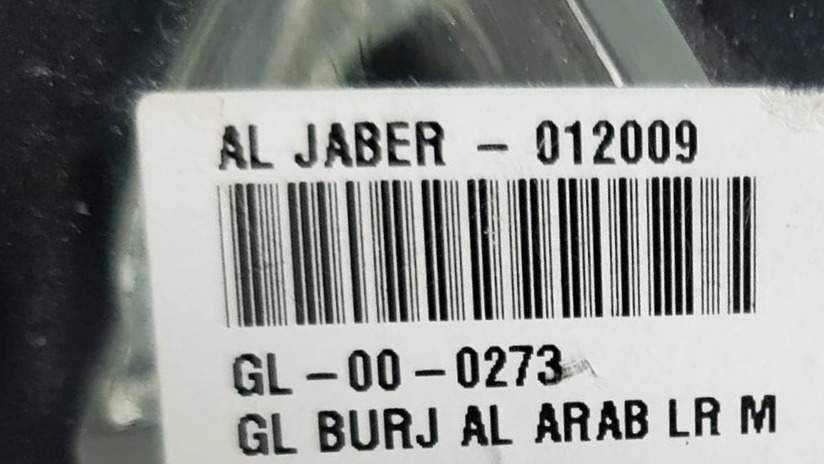 AL JABER - 012009
GL-00-0273
GL BURJ AL ARAB LR M